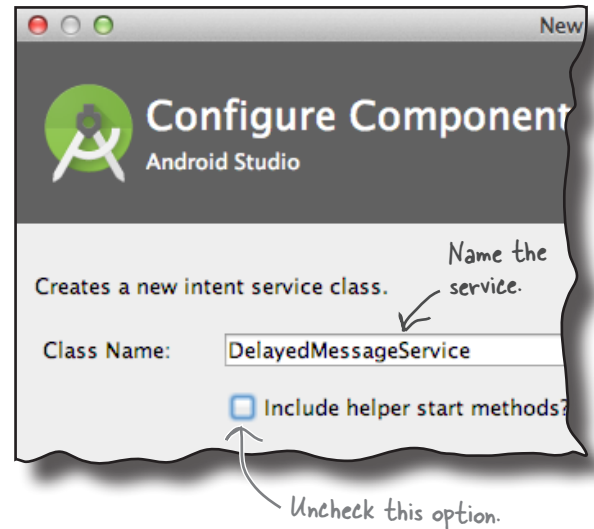 New
Configure Component
Android Studio
Name the
service.
Creates a new intent service class.
Class Name: DelayedMessageService
Include helper start methods?
Uncheck this option.